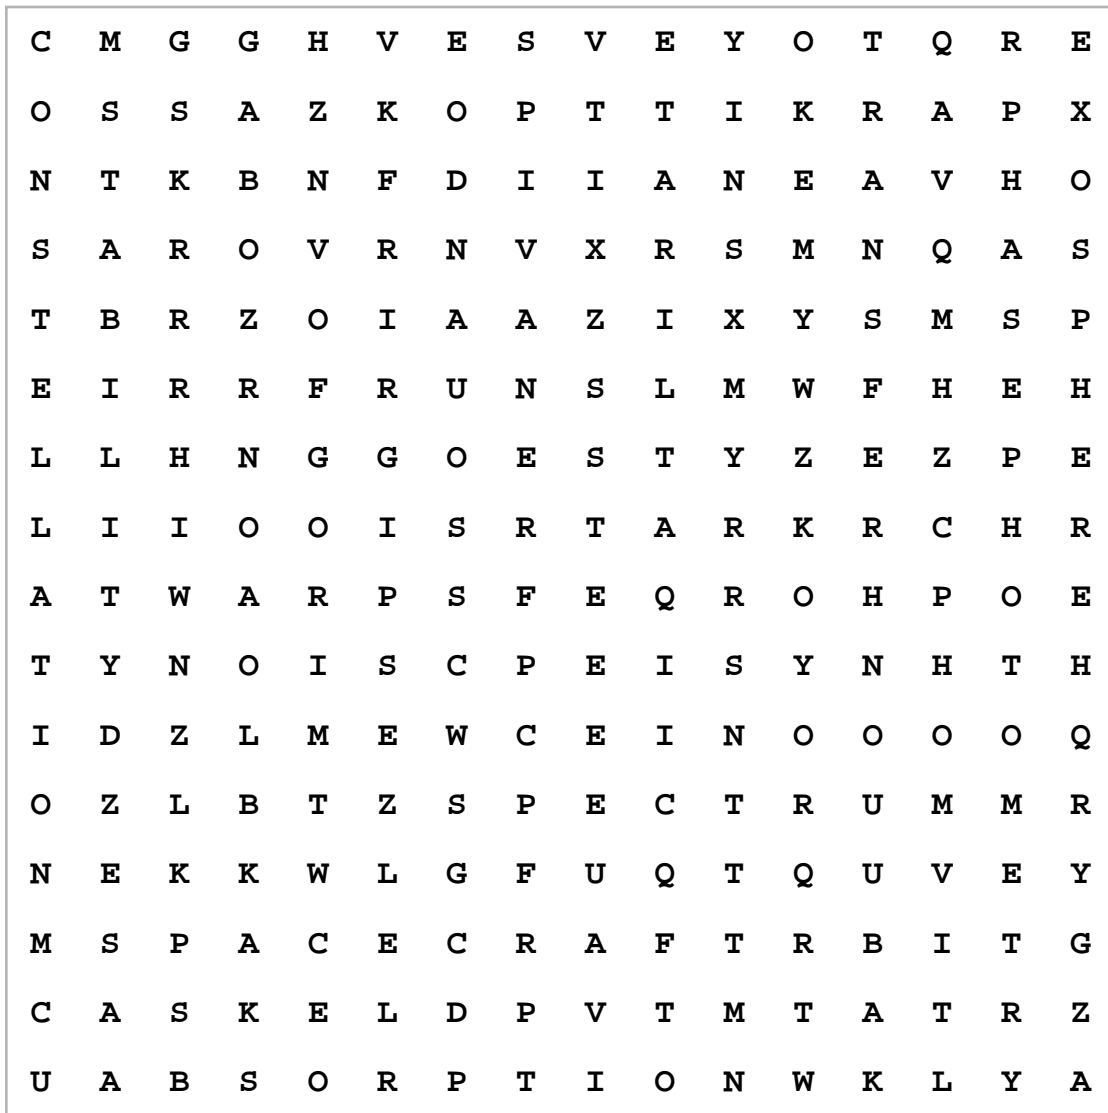 C M G G H V E S V E Y O T Q R E
O S S A Z K O P T T I K R A P X
N T K B N F D I I A N E A V H O
S A R O V R N V X R S M N Q A S
T B R Z O I A A Z I X Y S M S P
E I R R F R U N S L M W F H E H
L L H N G G O E S T Y Z E Z P E
L I I O O I S R T A R K R C H R
A T W A R P S F E Q R O H P O E
T Y N O I S C P E I S Y N H T H
I D Z L M E W C E I N O O O O Q
O Z L B T Z S P E C T R U M M R
N E K K W L G F U Q T Q U V E Y
M S P A C E C R A F T R B I T G
C A S K E L D P V T M T A T R Z
U A B S O R P T I O N W K L Y A